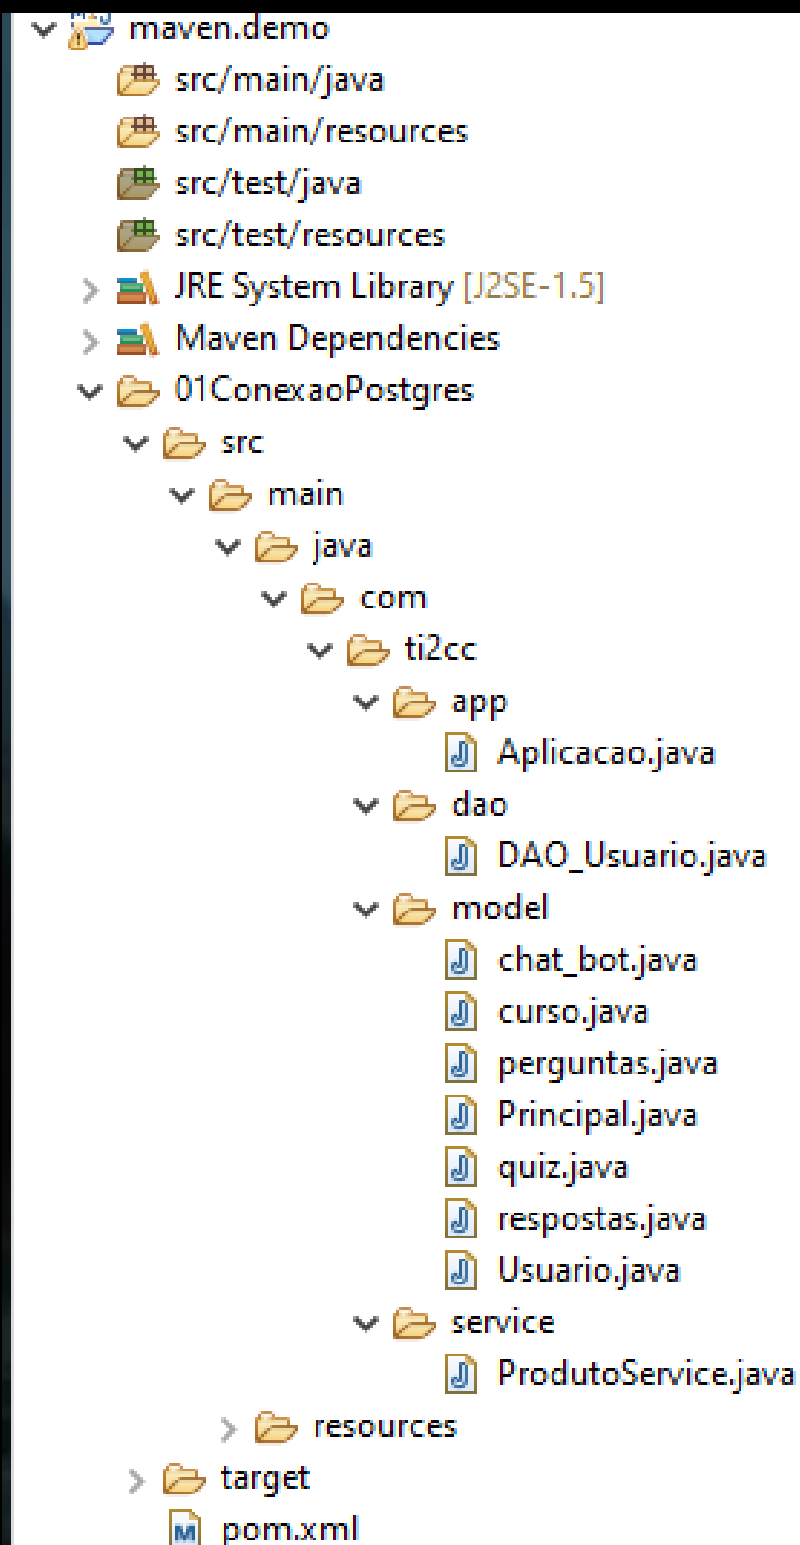 maven.demo
src/main/java
src/main/resources
src/test/java
src/test/resources
JRE System Library [J2SE-1.5]
Maven Dependencies
01ConexaoPostgres
src
main
java
com
ti2cc
app
Aplicacao.java
dao
DAO_Usuario.java
model
chat_bot.java
curso.java
perguntas.java
Principal.java
quiz.java
respostas.java
Usuario.java
service
ProdutoService.java
resources
target
pom.xml